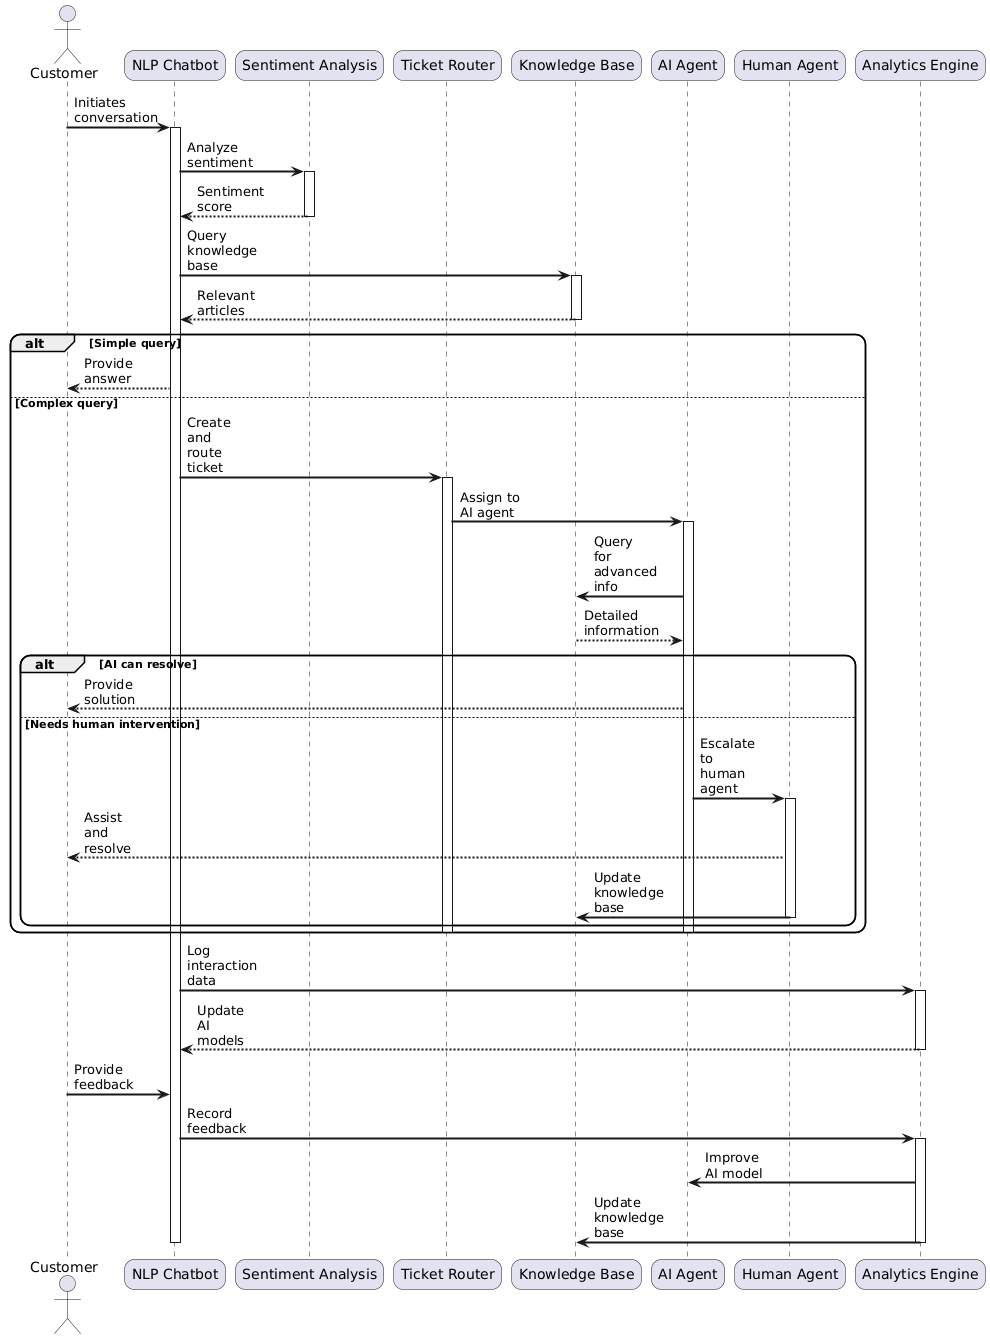 Customer
NLP Chatbot
Sentiment Analysis
Ticket Router
Knowledge Base
AI Agent
Human Agent
Analytics Engine
Initiates
conversation
Analyze
sentiment
Sentiment
score
Query
knowledge
base
Relevant
articles
alt
[Simple query]
Provide
answer
[Complex query]
Create
and
route
ticket
Assign to
AI agent
Query
for
advanced
info
Detailed
information
alt
[AI can resolve]
Provide
solution
[Needs human intervention]
Escalate
to
human
agent
Assist
and
resolve
Update
knowledge
base
Log
interaction
data
Update
AI
models
Provide
feedback
Record
feedback
Improve
AI model
Update
knowledge
base
Customer
NLP Chatbot
Sentiment Analysis
Ticket Router
Knowledge Base
AI Agent
Human Agent
Analytics Engine